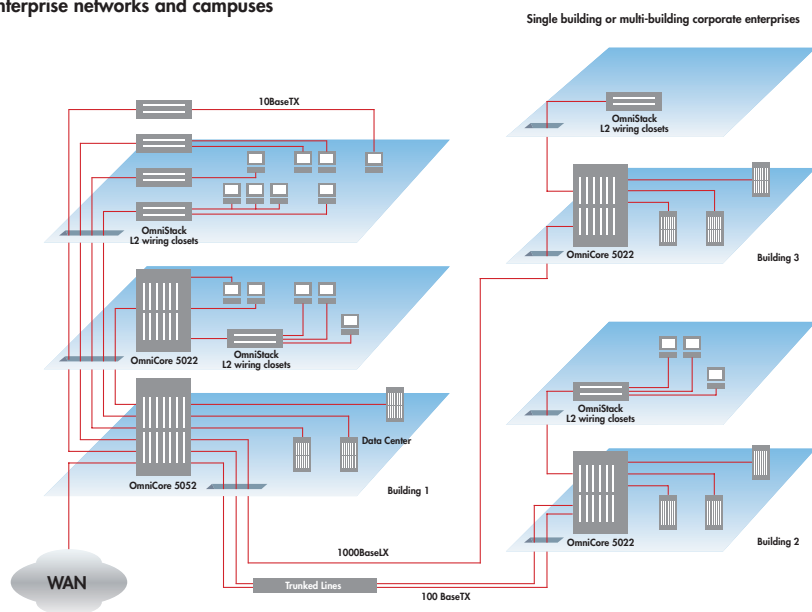 nterprise networks and campuses
Single building or multi-building corporate enterprises
10BaseTX
OmniStack
L2 wiring closets
OmniStack
L2 wiring closets
OmniCore 5022
Building 3
OmniCore 5022
OmniStack
L2 wiring closets
OmniStack
L2 wiring closets
Data Center
OmniCore 5052
Building 1
OmniCore 5022
Building 2
1000BaseLX
WAN
Trunked Lines
100 BaseTX